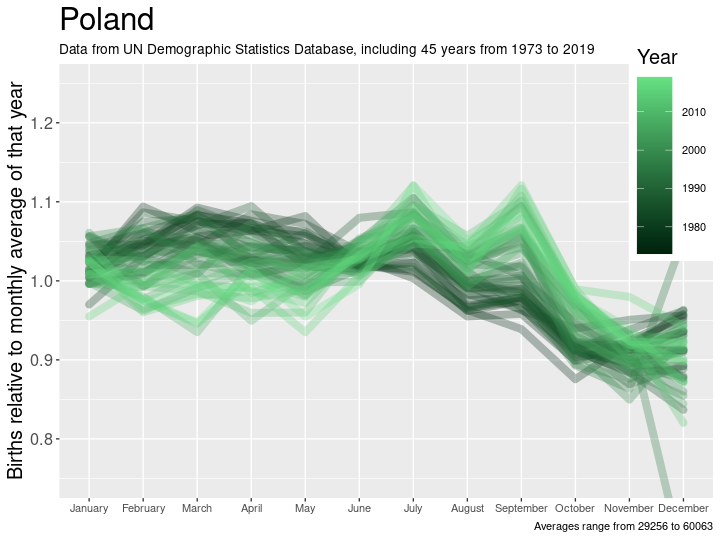 Poland
Data from UN Demographic Statistics Database, including 45 years from 1973 to 2019
Year
2010
2000
1990
1980
Births relative to monthly average of that year
1.2
1.1
1.0
0.9
0.8
January February March April May June July August September October November December
Averages range from 29256 to 60063